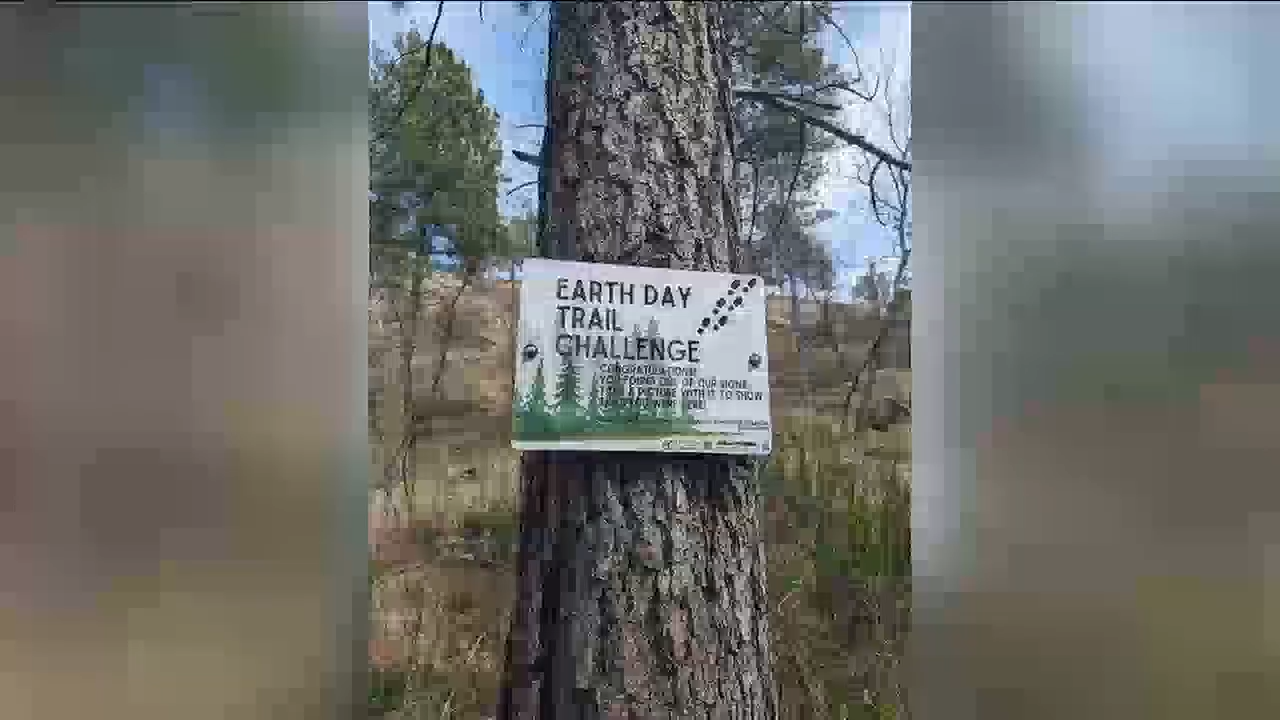 EARTH DAY
TRAIL
CHALLENGE
CONGRATULATIONS!
YOU FOUND ONE OF OUR SIGNS.
TAKE A PICTURE WITH IT TO SHOW
THAT YOU WERE HERE!